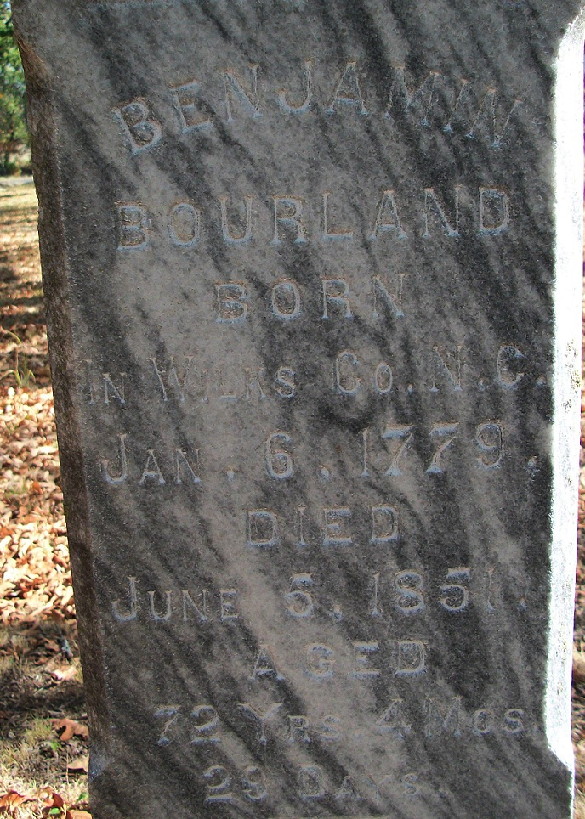 BENJAMIN
BOURLAND
BORN
IN WILKS CO. N.C.
JAN. 6. 1779.
DIED
JUNE 5. 1851.
AGED
72 YRS. 4 MOS
29 DAYS.